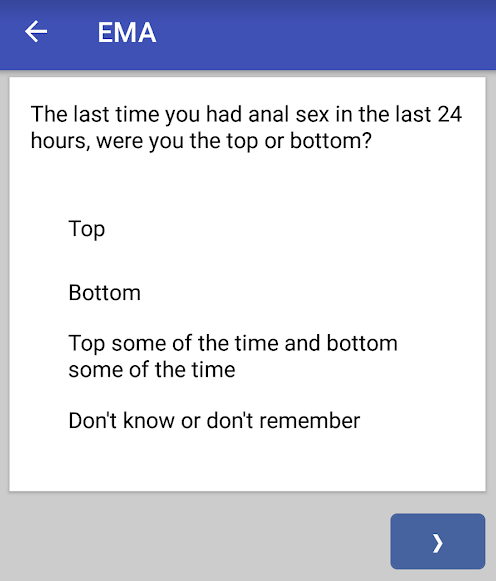 EMA
The last time you had anal sex in the last 24
hours, were you the top or bottom?
Top
Bottom
Top some of the time and bottom
some of the time
Don't know or don't remember